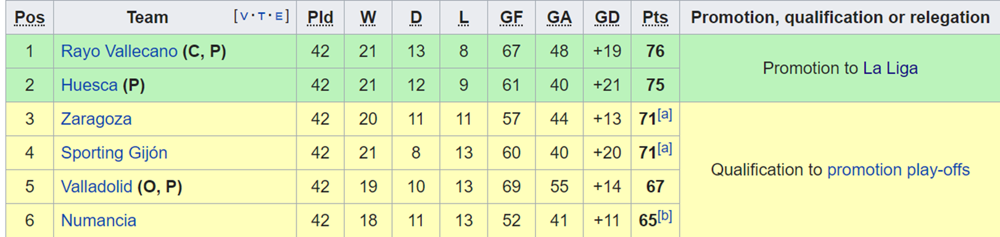 Pos Team [V·T·E] Pld W D L GF GA GD Pts Promotion, qualification or relegation
1 Rayo Vallecano (C, P) 42 21 13 8 67 48 +19 76 Promotion to La Liga
2 Huesca (P) 42 21 12 9 61 40 +21 75
3 Zaragoza 42 20 11 11 57 44 +13 71[a] Qualification to promotion play-offs
4 Sporting Gijón 42 21 8 13 60 40 +20 71[a]
5 Valladolid (O, P) 42 19 10 13 69 55 +14 67
6 Numancia 42 18 11 13 52 41 +11 65[b]